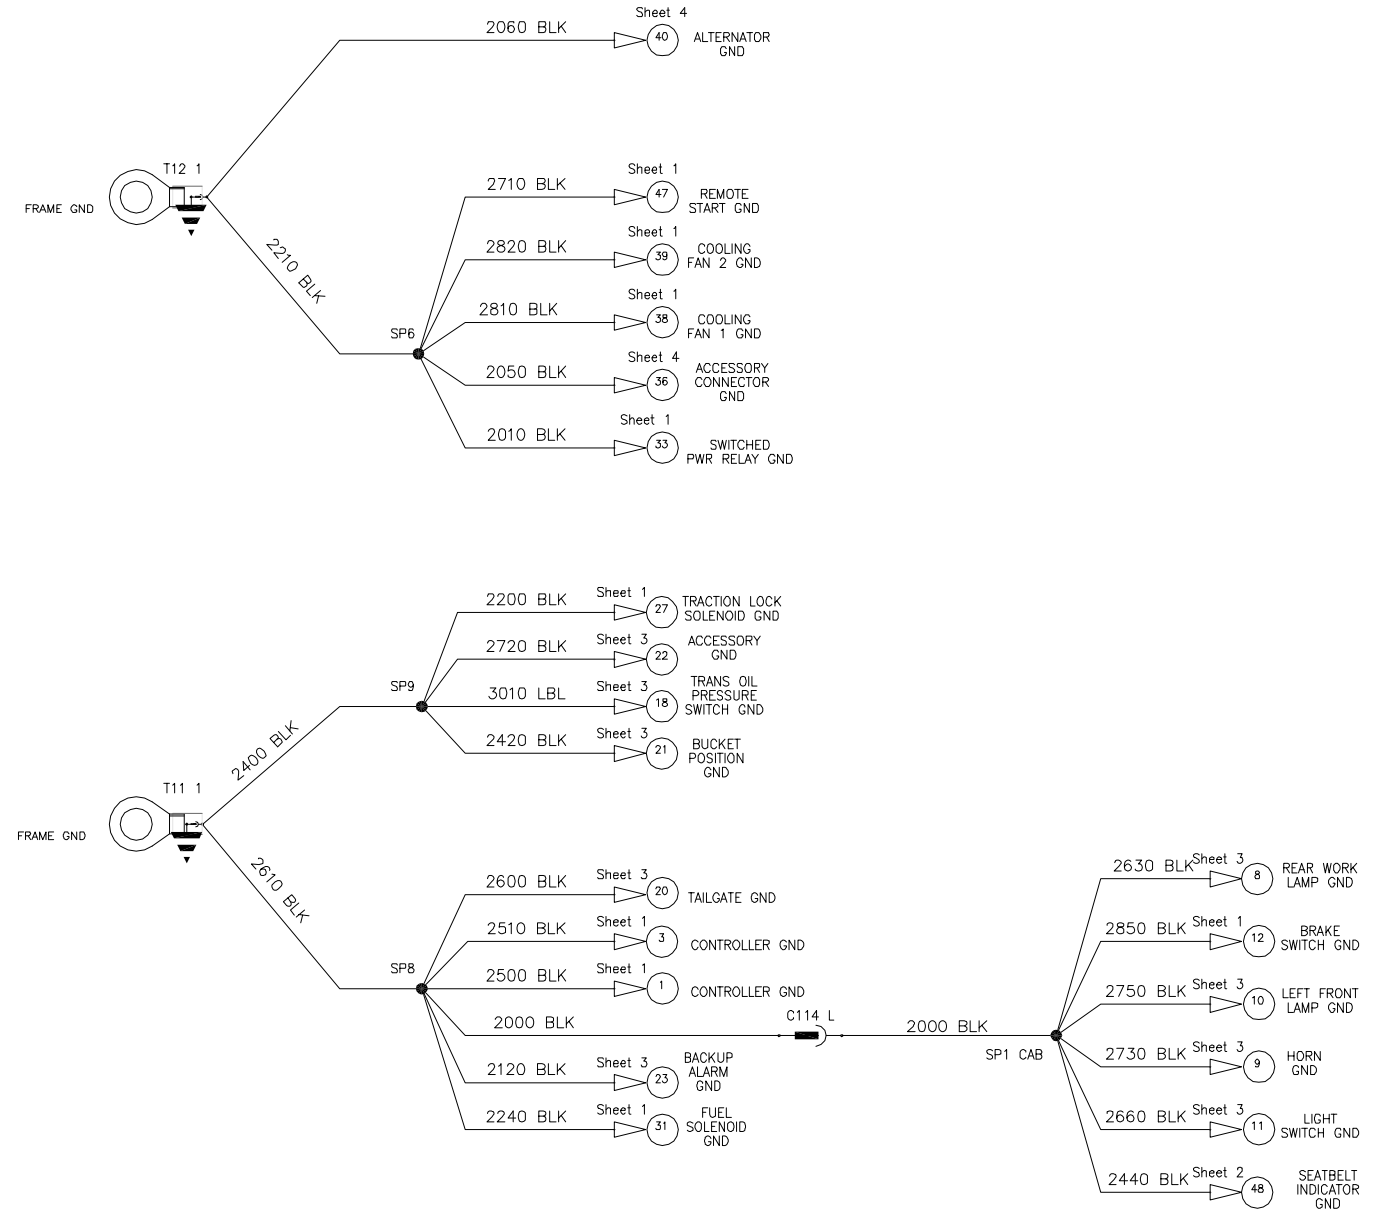 Sheet 4
2060 BLK
40
ALTERNATOR
GND
T12 1
FRAME GND
2210 BLK
SP6
Sheet 1
2710 BLK
47
REMOTE
START GND
Sheet 1
2820 BLK
39
COOLING
FAN 2 GND
Sheet 1
2810 BLK
38
COOLING
FAN 1 GND
Sheet 4
2050 BLK
36
ACCESSORY
CONNECTOR
GND
Sheet 1
2010 BLK
33
SWITCHED
PWR RELAY GND
Sheet 1
2200 BLK
27
TRACTION LOCK
SOLENOID GND
Sheet 3
2720 BLK
22
ACCESSORY
GND
SP9
Sheet 3
3010 LBL
18
TRANS OIL
PRESSURE
SWITCH GND
Sheet 3
2420 BLK
21
BUCKET
POSITION
GND
2400 BLK
T11 1
FRAME GND
2610 BLK
SP8
Sheet 3
2600 BLK
20
TAILGATE GND
Sheet 1
2510 BLK
3
CONTROLLER GND
Sheet 1
2500 BLK
1
CONTROLLER GND
2000 BLK
C114 L
2000 BLK
SP1 CAB
Sheet 3
2120 BLK
23
BACKUP
ALARM
GND
Sheet 1
2240 BLK
31
FUEL
SOLENOID
GND
Sheet 3
2630 BLK
8
REAR WORK
LAMP GND
Sheet 1
2850 BLK
12
BRAKE
SWITCH GND
Sheet 3
2750 BLK
10
LEFT FRONT
LAMP GND
Sheet 3
2730 BLK
9
HORN
GND
Sheet 3
2660 BLK
11
LIGHT
SWITCH GND
Sheet 2
2440 BLK
48
SEATBELT
INDICATOR
GND